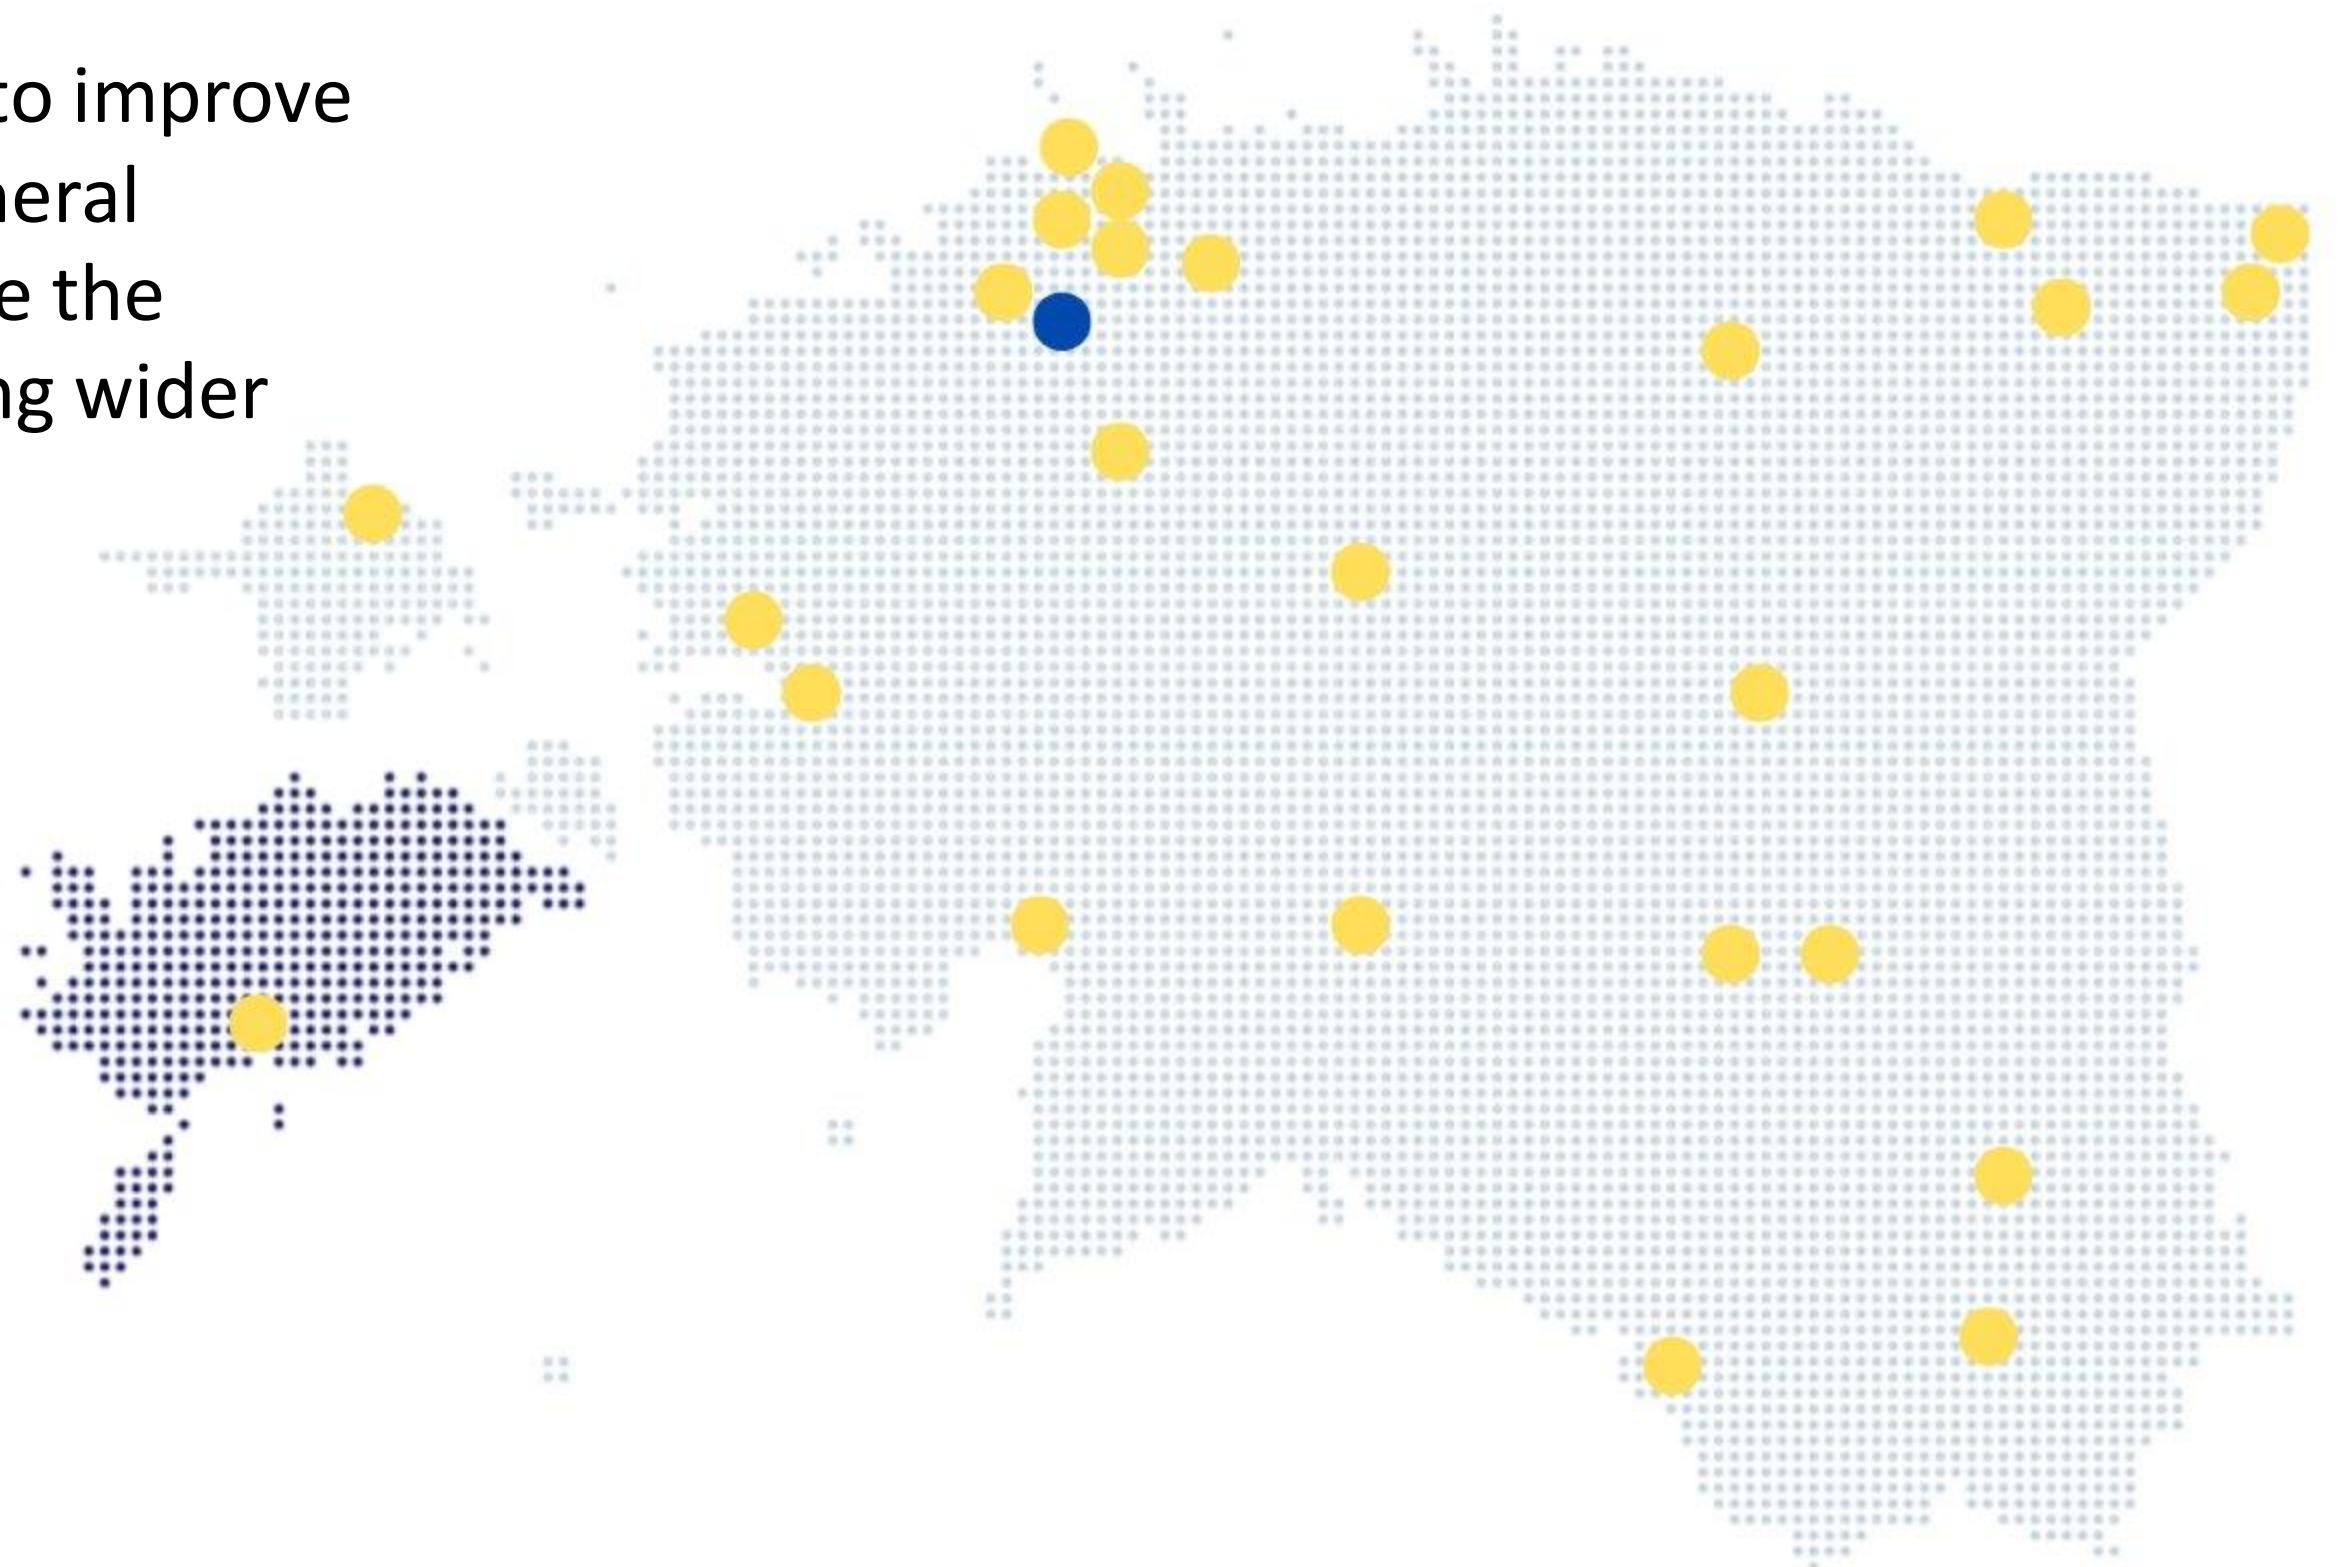 to improve
neral
e the
ng wider